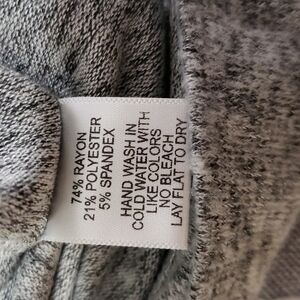 74% RAYON
21% POLYESTER
5% SPANDEX
HAND WASH IN
COLD WATER WITH
LIKE COLORS
NO BLEACH
LAY FLAT TO DRY